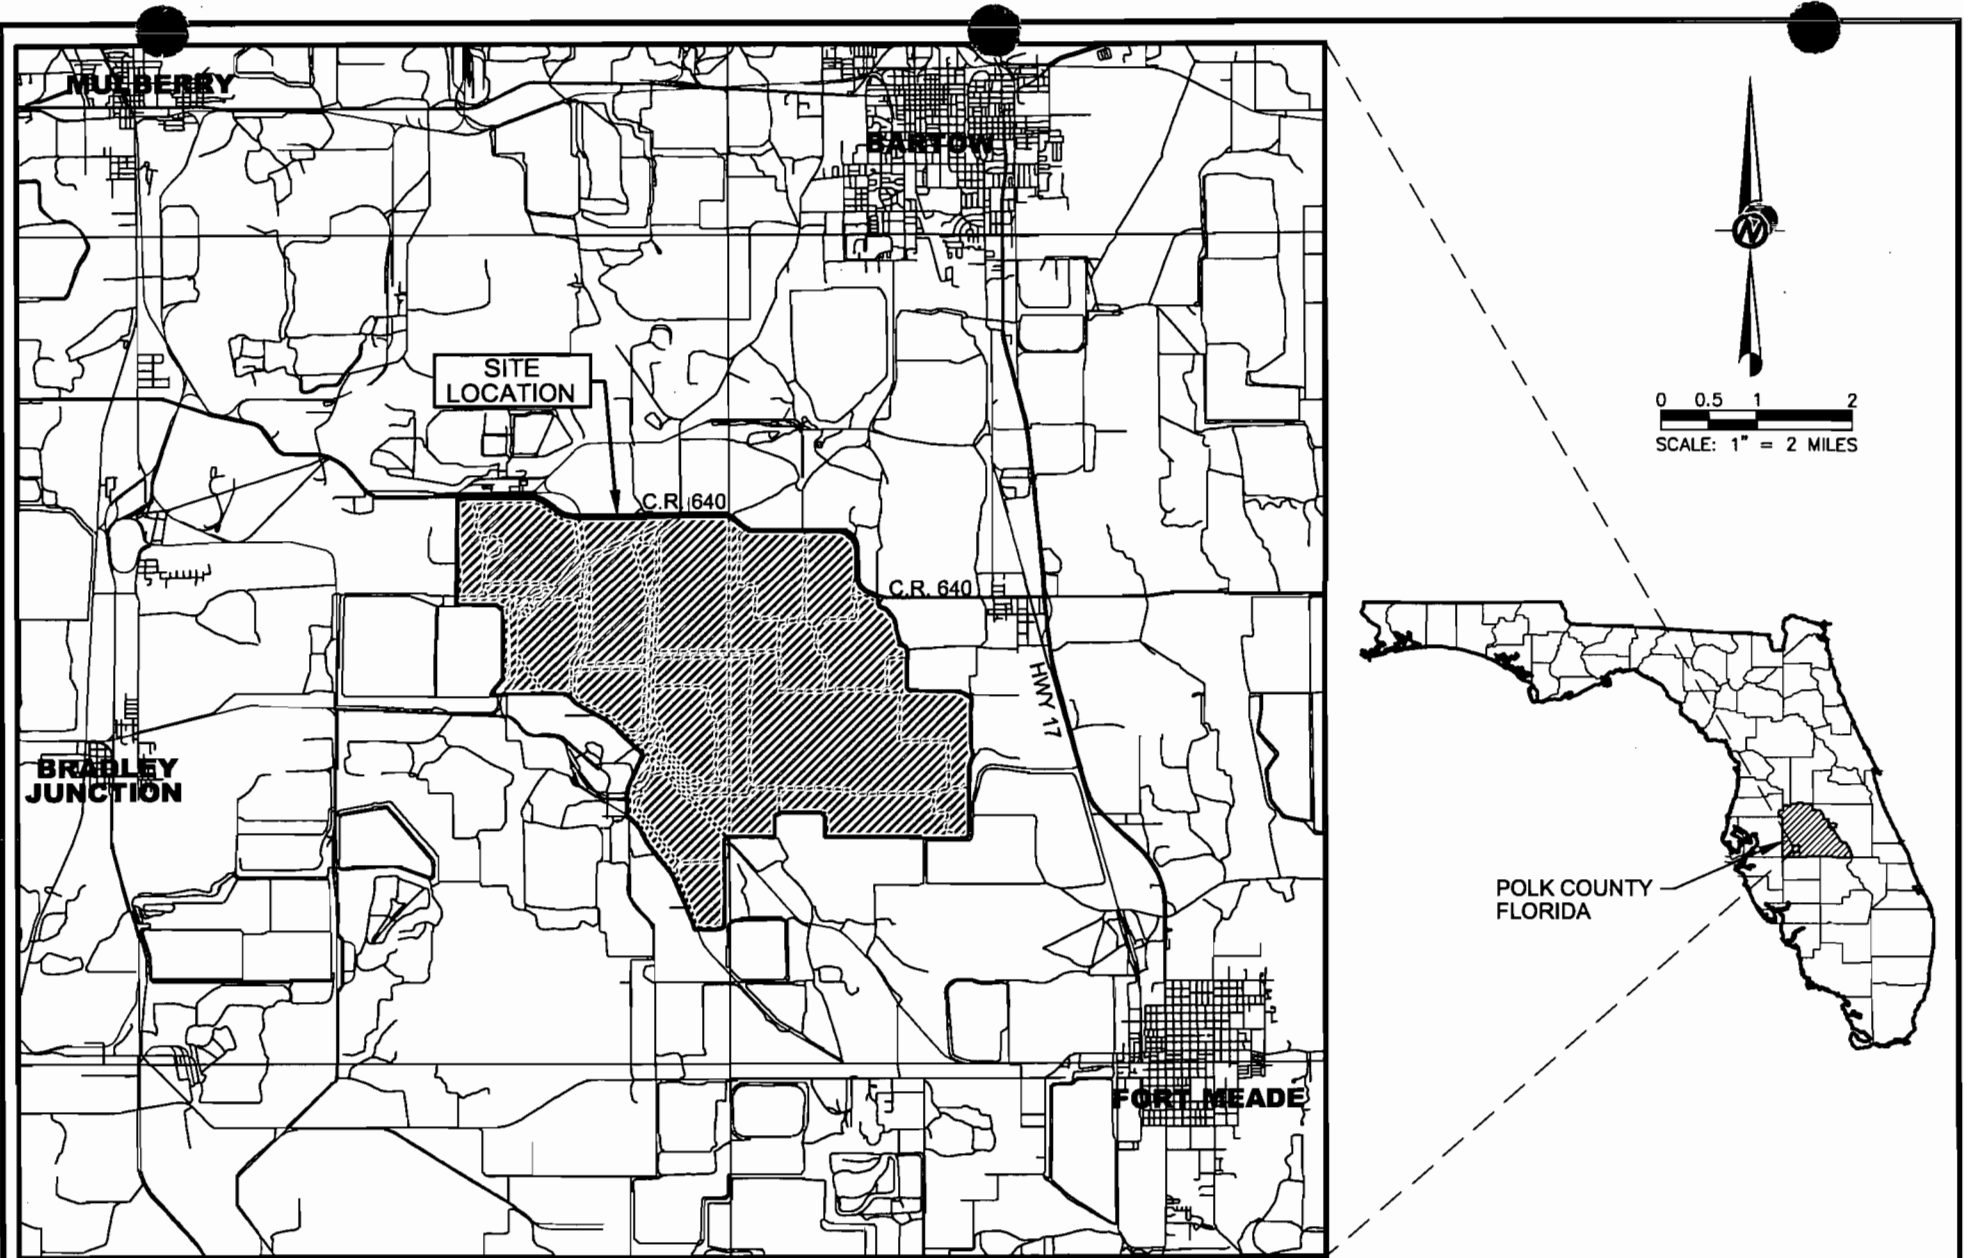 MULBERRY
BARTOW
N
SITE
LOCATION
0 0.5 1 2
SCALE: 1" = 2 MILES
C.R. 640
C.R. 640
HWY 17
BRADLEY
JUNCTION
POLK COUNTY
FLORIDA
FORT MEADE